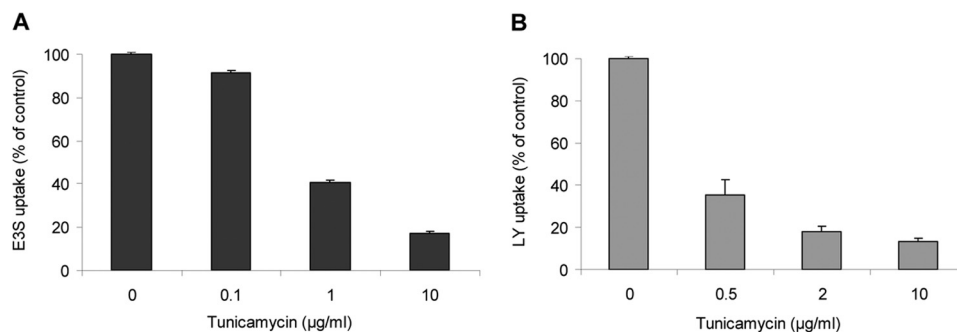 A
E3S uptake (% of control)
100
80
60
40
20
0
0 0.1 1 10
Tunicamycin (µg/ml)
B
LY uptake (% of control)
100
80
60
40
20
0
0 0.5 2 10
Tunicamycin (µg/ml)